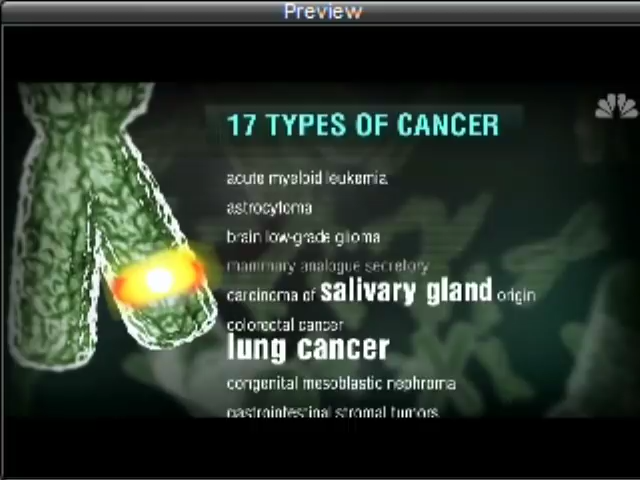 Preview
17 TYPES OF CANCER
acute myeloid leukemia
astrocytoma
brain low-grade glioma
mammary analogue secretory
carcinoma of salivary gland origin
colorectal cancer
lung cancer
congenital mesoblastic nephroma
gastrointestinal stromal tumors